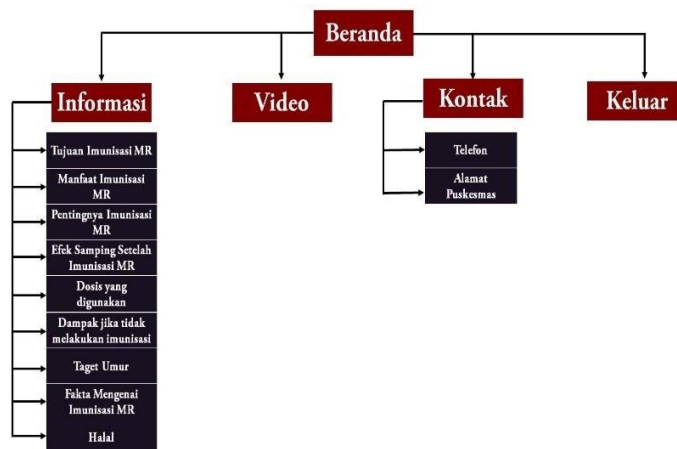 Beranda
Informasi
Video
Kontak
Keluar
Tujuan Imunisasi MR
Manfaat Imunisasi
MR
Pentingnya Imunisasi
MR
Efek Samping Setelah
Imunisasi MR
Dosis yang
digunakan
Dampak jika tidak
melakukan imunisasi
Taget Umur
Fakta Mengenai
Imunisasi MR
Halal
Telefon
Alamat
Puskesmas